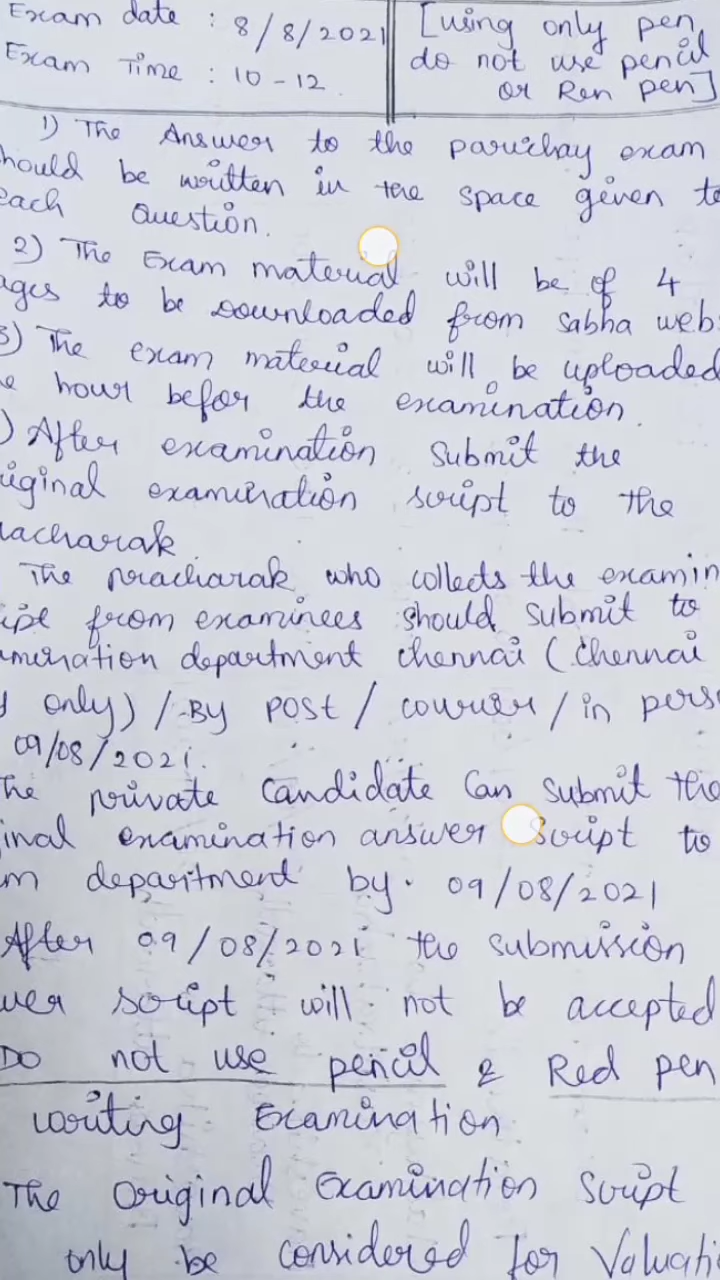 Exam date : 8/8/2021
Exam Time : 10-12
[using only pen
do not use pencil
or Ren pen]
1) The Answer to the parichay exam
hould be written in the space given to
each Question.
2) The Exam material will be of 4
ages to be Downloaded from Sabha web
3) The exam material will be uploaded
e hour befor the examination.
) After examination Submit the
riginal examination script to the
racharak
The pracharak who collects the examin
ipt from examinees should submit to
amination department Chennai (Chennai
y only) / By post / courier / in pers
09/08/2021.
The private Candidate Can Submit the
inal examination answer Script to
m department by. 09/08/2021
After 09/08/2021 the submission
wer script will not be accepted
Do not use pencil & Red pen
writing Examination.
The Original Examination Script
only be considered for Valuati